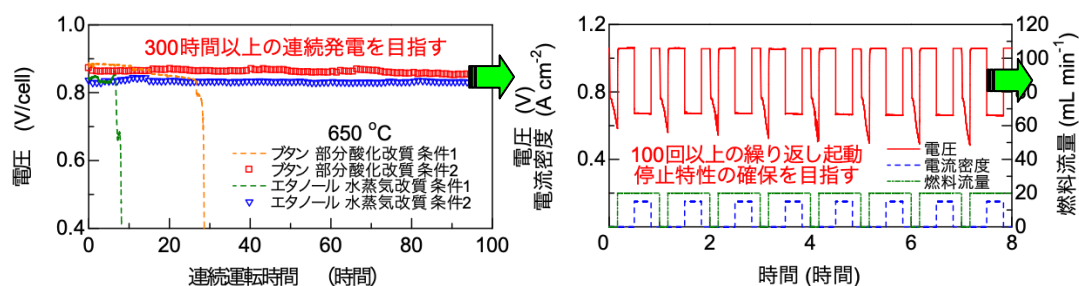 300時間以上の連続発電を目指す
電圧 (V/cell)
1.0
0.8
0.6
0.4
650 ℃
ブタン 部分酸化改質 条件1
ブタン 部分酸化改質 条件2
エタノール 水蒸気改質 条件1
エタノール 水蒸気改質 条件2
0 20 40 60 80 100
連続運転時間 (時間)
電圧 (V)
電流密度 (A cm⁻²)
1.2
0.8
0.4
0.0
100回以上の繰り返し起動
停止特性の確保を目指す
電圧
電流密度
燃料流量
0 2 4 6 8
時間 (時間)
120
100
80
60
40
20
0
燃料流量 (mL min⁻¹)